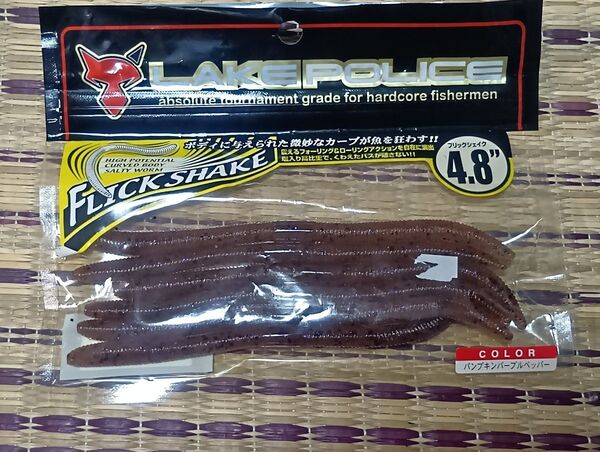 LAKE POLICE
absolute tournament grade for hardcore fishermen
ボディに与えられた微妙なカーブが魚を狂わす!!
HIGH POTENTIAL
CURVED BODY
SALTY WORM
FLICK SHAKE
フリックシェイク
4.8"
COLOR
パンプキンパープルペッパー